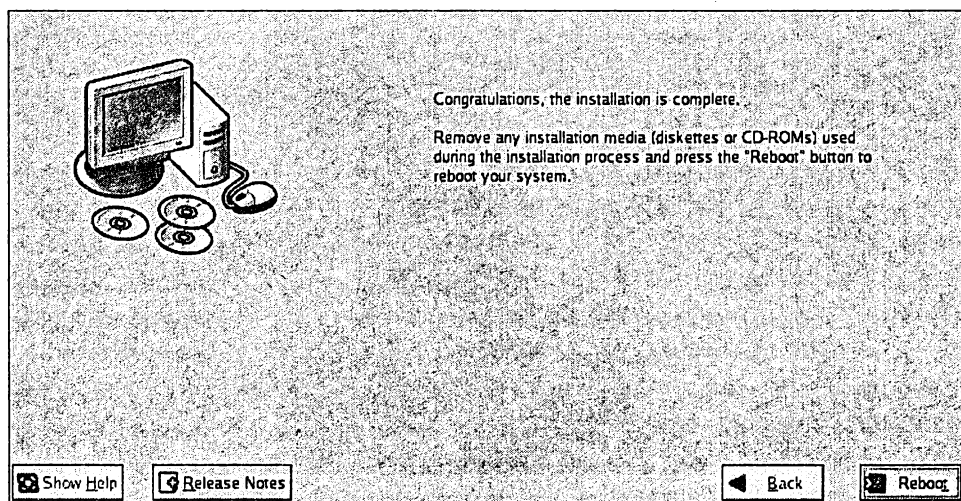 Congratulations, the installation is complete.
Remove any installation media (diskettes or CD-ROMs) used
during the installation process and press the "Reboot" button to
reboot your system.
Show Help
Release Notes
Back
Reboot